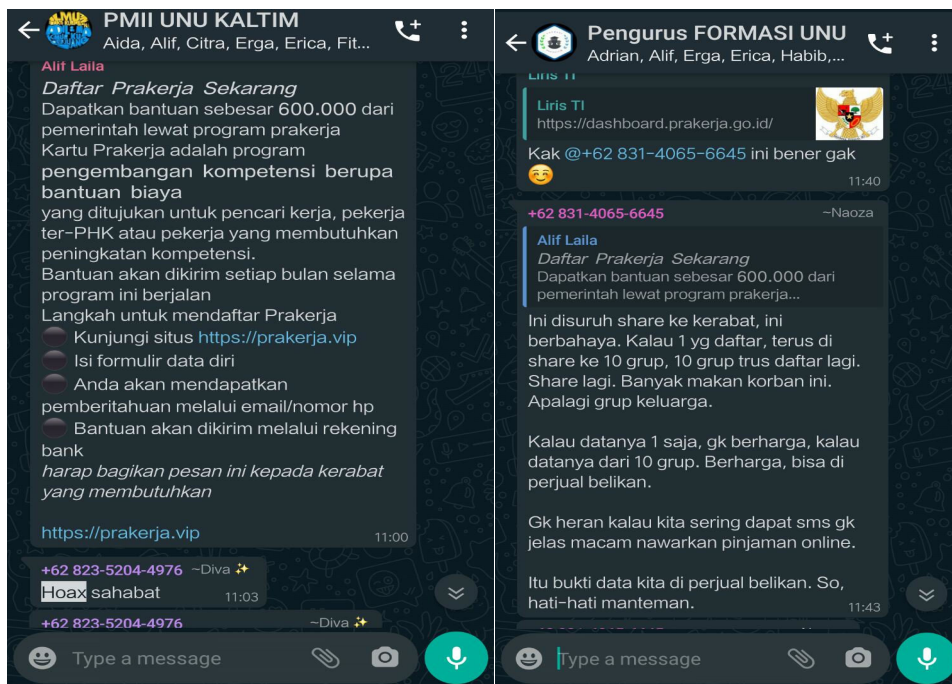 PMII UNU KALTIM
Aida, Alif, Citra, Erga, Erica, Fit...
Alif Laila
Daftar Prakerja Sekarang
Dapatkan bantuan sebesar 600.000 dari
pemerintah lewat program prakerja
Kartu Prakerja adalah program
pengembangan kompetensi berupa
bantuan biaya
yang ditujukan untuk pencari kerja, pekerja
ter-PHK atau pekerja yang membutuhkan
peningkatan kompetensi.
Bantuan akan dikirim setiap bulan selama
program ini berjalan
Langkah untuk mendaftar Prakerja
Kunjungi situs https://prakerja.vip
Isi formulir data diri
Anda akan mendapatkan
pemberitahuan melalui email/nomor hp
Bantuan akan dikirim melalui rekening
bank
harap bagikan pesan ini kepada kerabat
yang membutuhkan
https://prakerja.vip
11:00
+62 823-5204-4976 ~Diva
Hoax sahabat 11:03
+62 823-5204-4976 ~Diva
Type a message
Pengurus FORMASI UNU
Adrian, Alif, Erga, Erica, Habib,...
Liris TI
Liris TI
https://dashboard.prakerja.go.id/
Kak @+62 831-4065-6645 ini bener gak
11:40
+62 831-4065-6645 ~Naoza
Alif Laila
Daftar Prakerja Sekarang
Dapatkan bantuan sebesar 600.000 dari
pemerintah lewat program prakerja...
Ini disuruh share ke kerabat, ini
berbahaya. Kalau 1 yg daftar, terus di
share ke 10 grup, 10 grup trus daftar lagi.
Share lagi. Banyak makan korban ini.
Apalagi grup keluarga.
Kalau datanya 1 saja, gk berharga, kalau
datanya dari 10 grup. Berharga, bisa di
perjual belikan.
Gk heran kalau kita sering dapat sms gk
jelas macam nawarkan pinjaman online.
Itu bukti data kita di perjual belikan. So,
hati-hati manteman.
11:43
Type a message